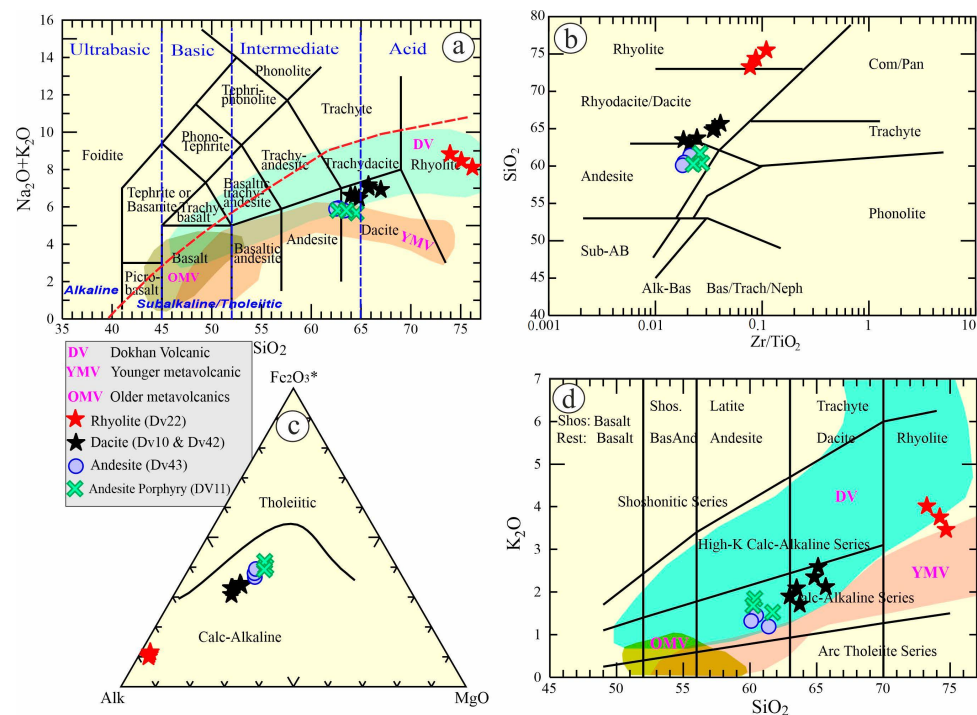 a
Ultrabasic Basic Intermediate Acid
Phonolite
Tephri-
phonolite
Trachyte
Phono-
Tephrite
Foidite
DV
Trachy-
andesite
Trachydacite
Rhyolite
Tephrite or
Basanite
Trachy-
basalt
Basaltic
trachy-
andesite
Andesite
Dacite
YMV
Basalt
Basaltic
andesite
OMV
Picro-
basalt
Alkaline
Subalkaline/Tholeiitic
Na₂O+K₂O
16
14
12
10
8
6
4
2
0
35 40 45 50 55 60 65 70 75
SiO₂
b
Rhyolite
Com/Pan
Rhyodacite/Dacite
Trachyte
Andesite
Phonolite
Sub-AB
Alk-Bas Bas/Trach/Neph
SiO₂
80
75
70
65
60
55
50
45
40
0.001 0.01 0.1 1 10
Zr/TiO₂
DV Dokhan Volcanic
YMV Younger metavolcanic
OMV Older metavolcanics
Rhyolite (Dv22)
Dacite (Dv10 & Dv42)
Andesite (Dv43)
Andesite Porphyry (DV11)
c
Fe₂O₃*
Tholeiitic
Calc-Alkaline
Alk MgO
d
Shos. Latite Trachyte
Shos: Basalt
Rest: Basalt BasAnd Andesite Dacite Rhyolite
Shoshonitic Series
DV
High-K Calc-Alkaline Series
YMV
Calc-Alkaline Series
OMV
Arc Tholeiite Series
K₂O
7
6
5
4
3
2
1
0
45 50 55 60 65 70 75
SiO₂